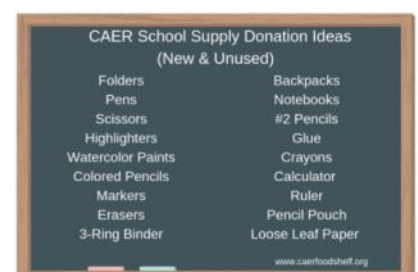 CAER School Supply Donation Ideas
(New & Unused)
Folders
Pens
Scissors
Highlighters
Watercolor Paints
Colored Pencils
Markers
Erasers
3-Ring Binder
Backpacks
Notebooks
#2 Pencils
Glue
Crayons
Calculator
Ruler
Pencil Pouch
Loose Leaf Paper
www.caerfoodshelf.org